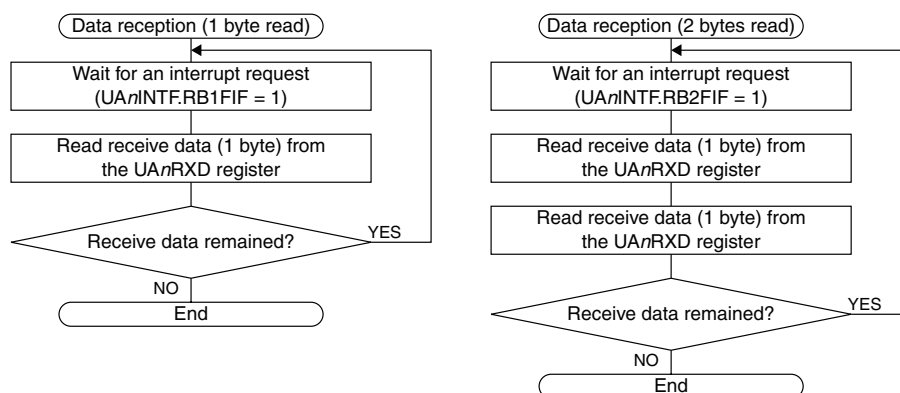 Data reception (1 byte read)
Wait for an interrupt request
(UAnINTF.RB1FIF = 1)
Read receive data (1 byte) from
the UAnRXD register
Receive data remained?
YES
NO
End
Data reception (2 bytes read)
Wait for an interrupt request
(UAnINTF.RB2FIF = 1)
Read receive data (1 byte) from
the UAnRXD register
Read receive data (1 byte) from
the UAnRXD register
Receive data remained?
YES
NO
End